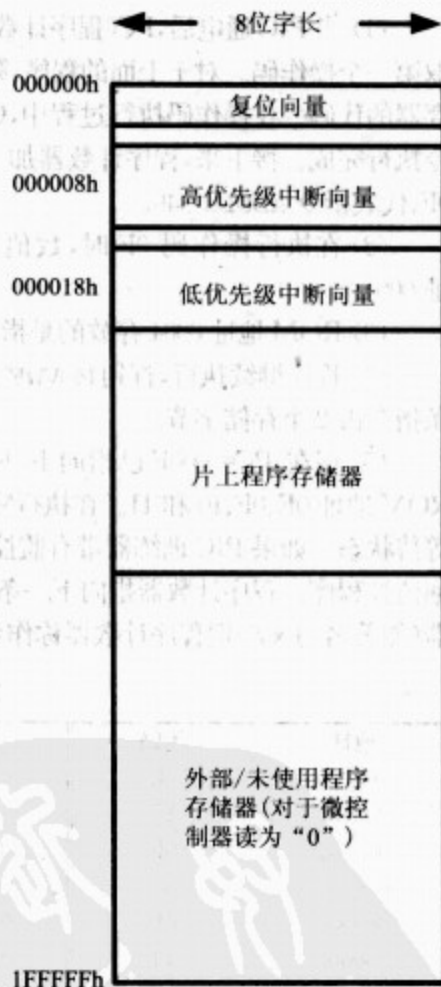 8位字长
000000h
复位向量
000008h
高优先级中断向量
000018h
低优先级中断向量
片上程序存储器
外部/未使用程序
存储器(对于微控
制器读为“0”)
1FFFFFh